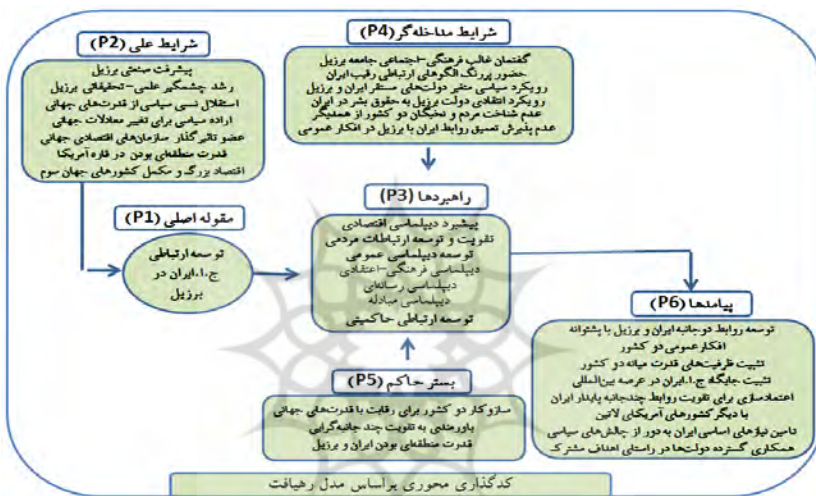 شرایط علی (P2)
پیشرفت صنعتی برزیل
رشد چشمگیر علمی-تحقیقاتی برزیل
استقلال نسبی سیاسی از قدرت‌های جهانی
اراده سیاسی برای تغییر معادلات جهانی
عضو تاثیرگذار سازمان‌های اقتصادی جهانی
قدرت منطقه‌ای بودن در قاره آمریکا
اقتصاد بزرگ و مکمل کشورهای جهان سوم
شرایط مداخله‌گر (P4)
گفتمان غالب فرهنگی-اجتماعی جامعه برزیل
حضور پررنگ الگوهای ارتباطی رقیب ایران
رویکرد سیاسی متغیر دولت‌های مستقر ایران و برزیل
رویکرد انتقادی دولت برزیل به حقوق بشر در ایران
عدم شناخت مردم و نخبگان دو کشور از همدیگر
عدم پذیرش تعمیق روابط ایران با برزیل در افکار عمومی
مقوله اصلی (P1)
توسعه ارتباطی
ج.ا.ایران در
برزیل
راهبردها (P3)
پیشبرد دیپلماسی اقتصادی
تقویت و توسعه ارتباطات مردمی
توسعه دیپلماسی عمومی
دیپلماسی فرهنگی-اعتقادی
دیپلماسی رسانه‌ای
دیپلماسی مبادله
توسعه ارتباطی حاکمیتی
بستر حاکم (P5)
سازوکار دو کشور برای رقابت با قدرت‌های جهانی
باورمندی به تقویت چند جانبه‌گرایی
قدرت منطقه‌ای بودن ایران و برزیل
پیامدها (P6)
توسعه روابط دوجانبه ایران و برزیل با پشتوانه
افکار عمومی دو کشور
تثبیت ظرفیت‌های قدرت میانه دو کشور
تثبیت جایگاه ج.ا.ایران در عرصه بین‌المللی
اعتمادسازی برای تقویت روابط چندجانبه پایدار ایران
با دیگر کشورهای آمریکای لاتین
تامین نیازهای اساسی ایران به دور از چالش‌های سیاسی
همکاری گسترده دولت‌ها در راستای اهداف مشترک
کدگذاری محوری براساس مدل رهیافت